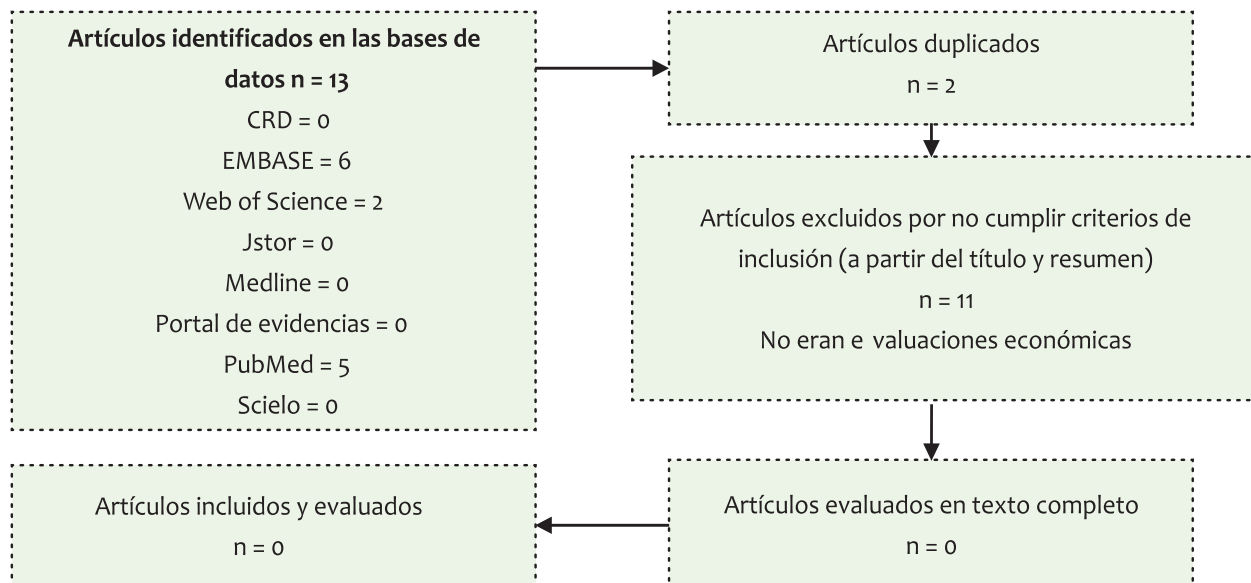 Artículos identificados en las bases de
datos n = 13
CRD = 0
EMBASE = 6
Web of Science = 2
Jstor = 0
Medline = 0
Portal de evidencias = 0
PubMed = 5
Scielo = 0
Artículos duplicados
n = 2
Artículos excluidos por no cumplir criterios de
inclusión (a partir del título y resumen)
n = 11
No eran e valuaciones económicas
Artículos evaluados en texto completo
n = 0
Artículos incluidos y evaluados
n = 0